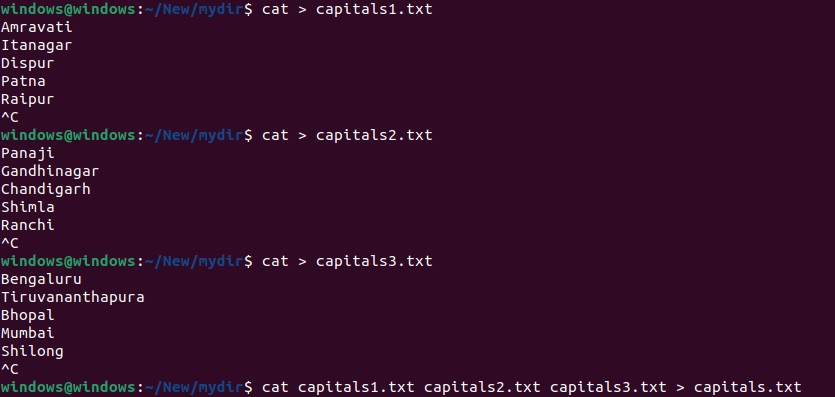 windows@windows:~/New/mydir$ cat > capitals1.txt
Amravati
Itanagar
Dispur
Patna
Raipur
^C
windows@windows:~/New/mydir$ cat > capitals2.txt
Panaji
Gandhinagar
Chandigarh
Shimla
Ranchi
^C
windows@windows:~/New/mydir$ cat > capitals3.txt
Bengaluru
Tiruvananthapura
Bhopal
Mumbai
Shilong
^C
windows@windows:~/New/mydir$ cat capitals1.txt capitals2.txt capitals3.txt > capitals.txt